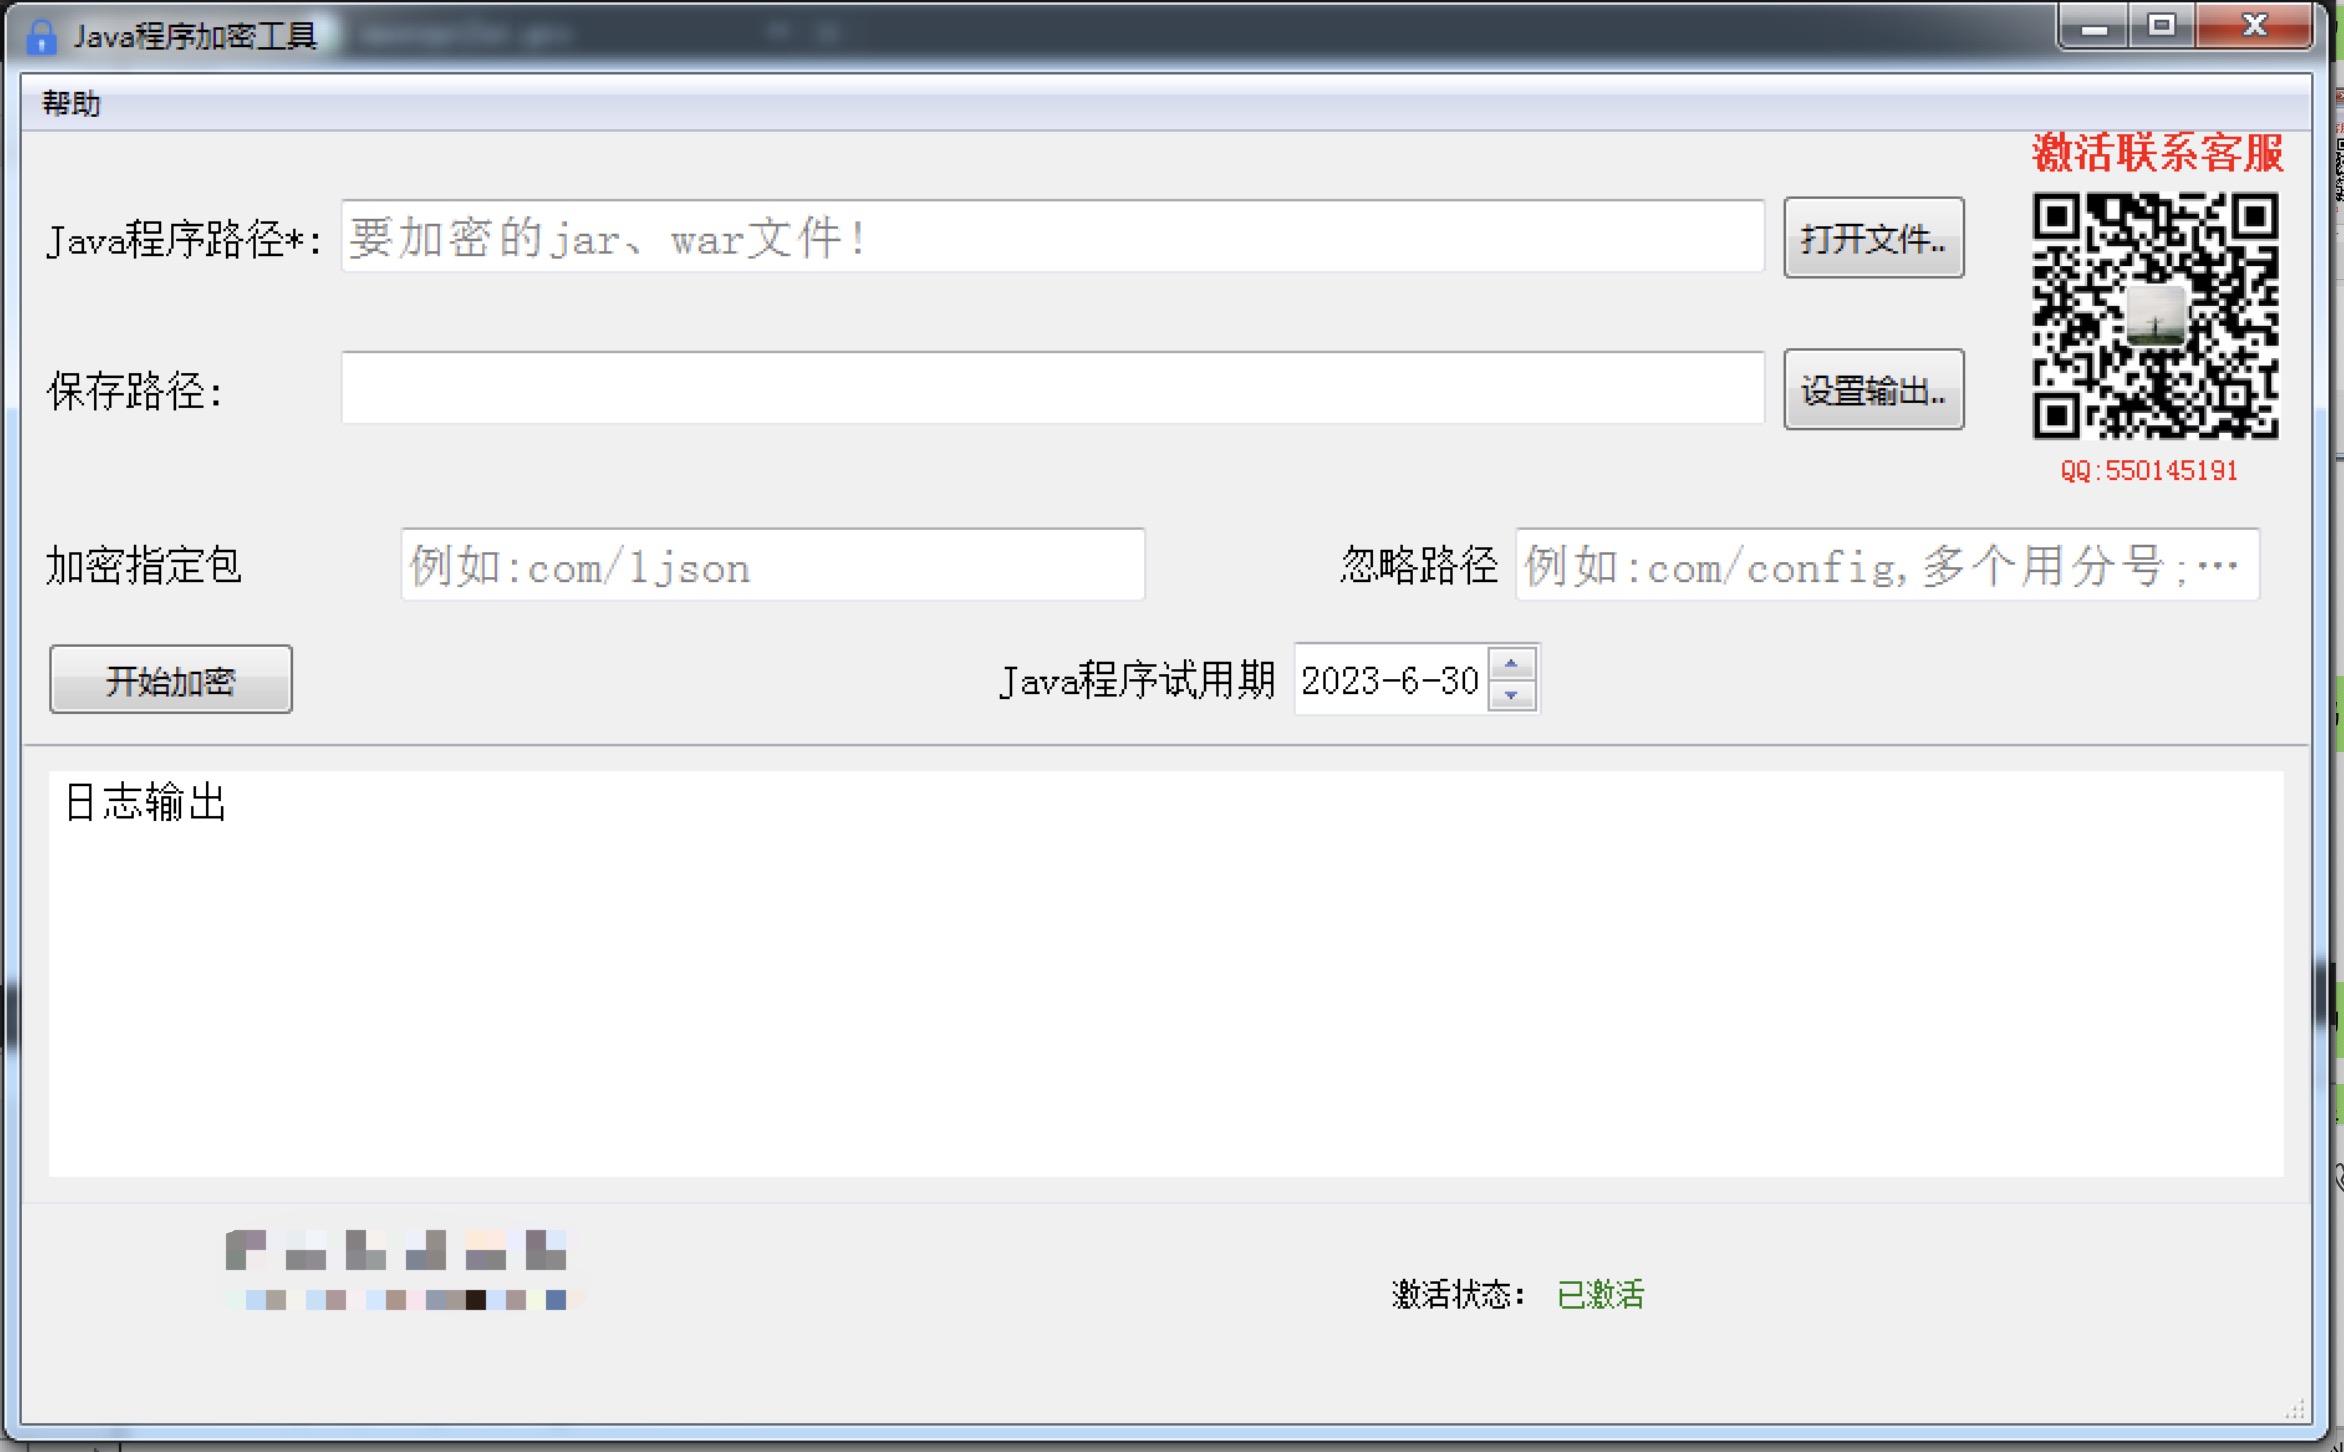 Java程序加密工具
帮助
激活联系客服
Java程序路径*:
要加密的jar、war文件!
打开文件..
保存路径:
设置输出..
QQ:550145191
加密指定包
例如:com/ljson
忽略路径
例如:com/config,多个用分号;…
开始加密
Java程序试用期
2023-6-30
日志输出
激活状态: 已激活